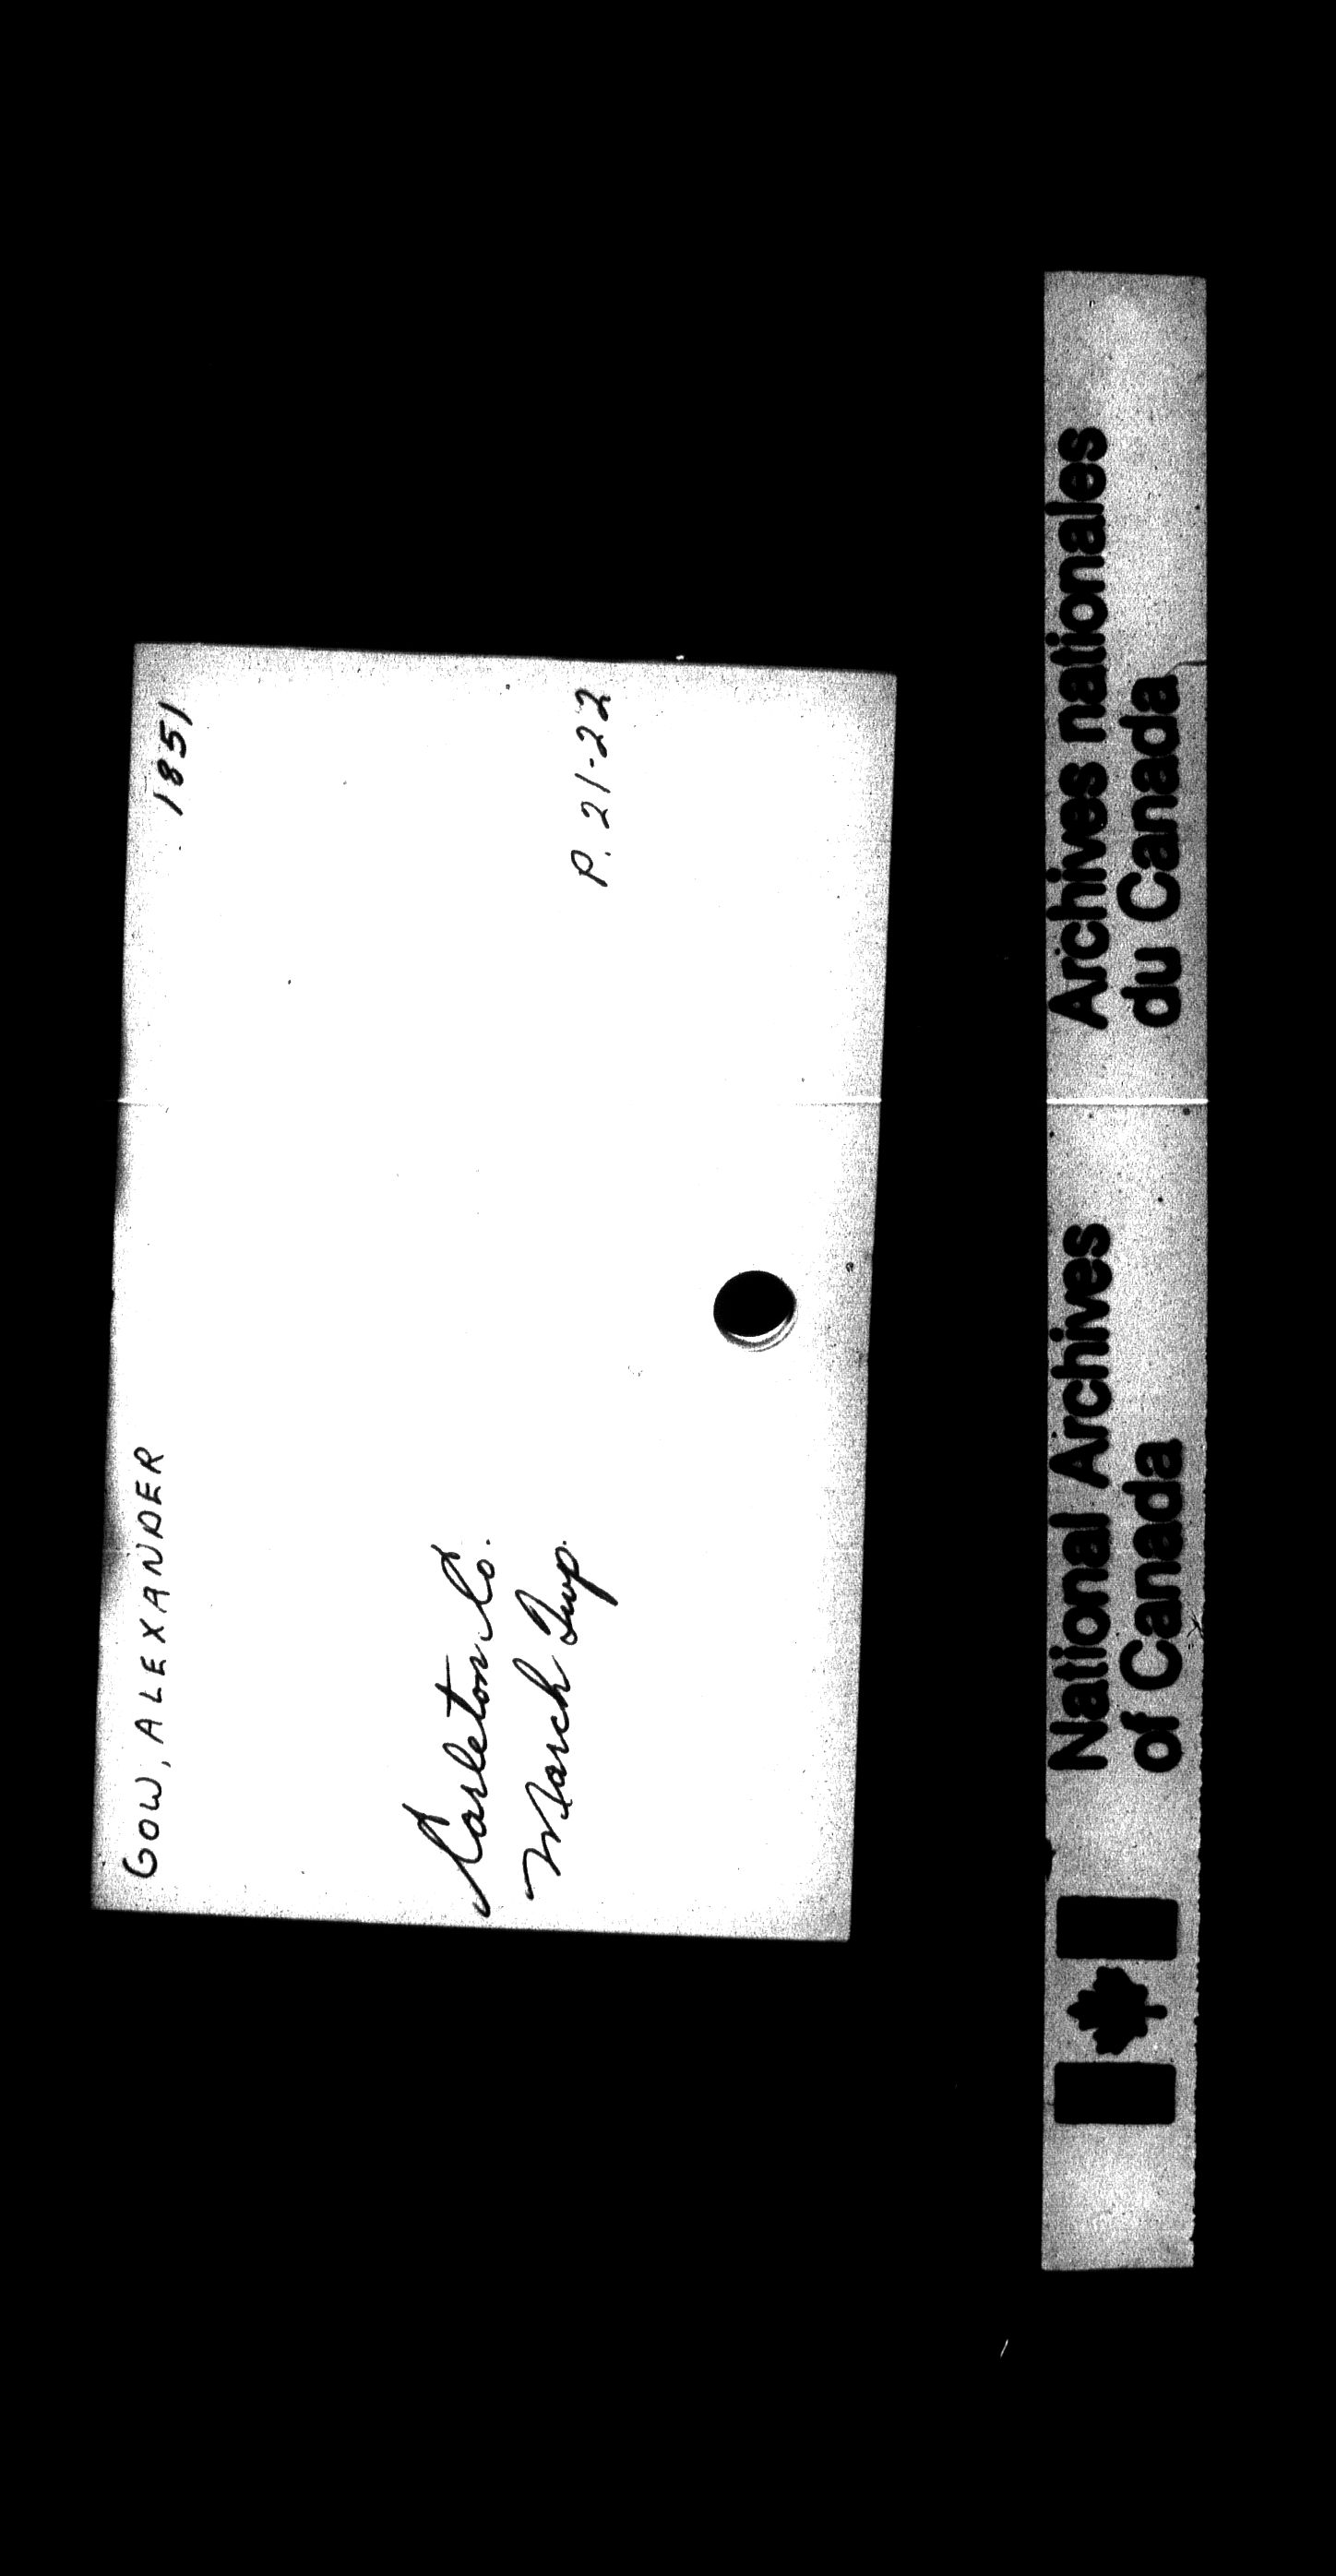 GOW, ALEXANDER 1851
Carleton Co.
March Twp. P. 21-22
National Archives
of Canada
Archives nationales
du Canada